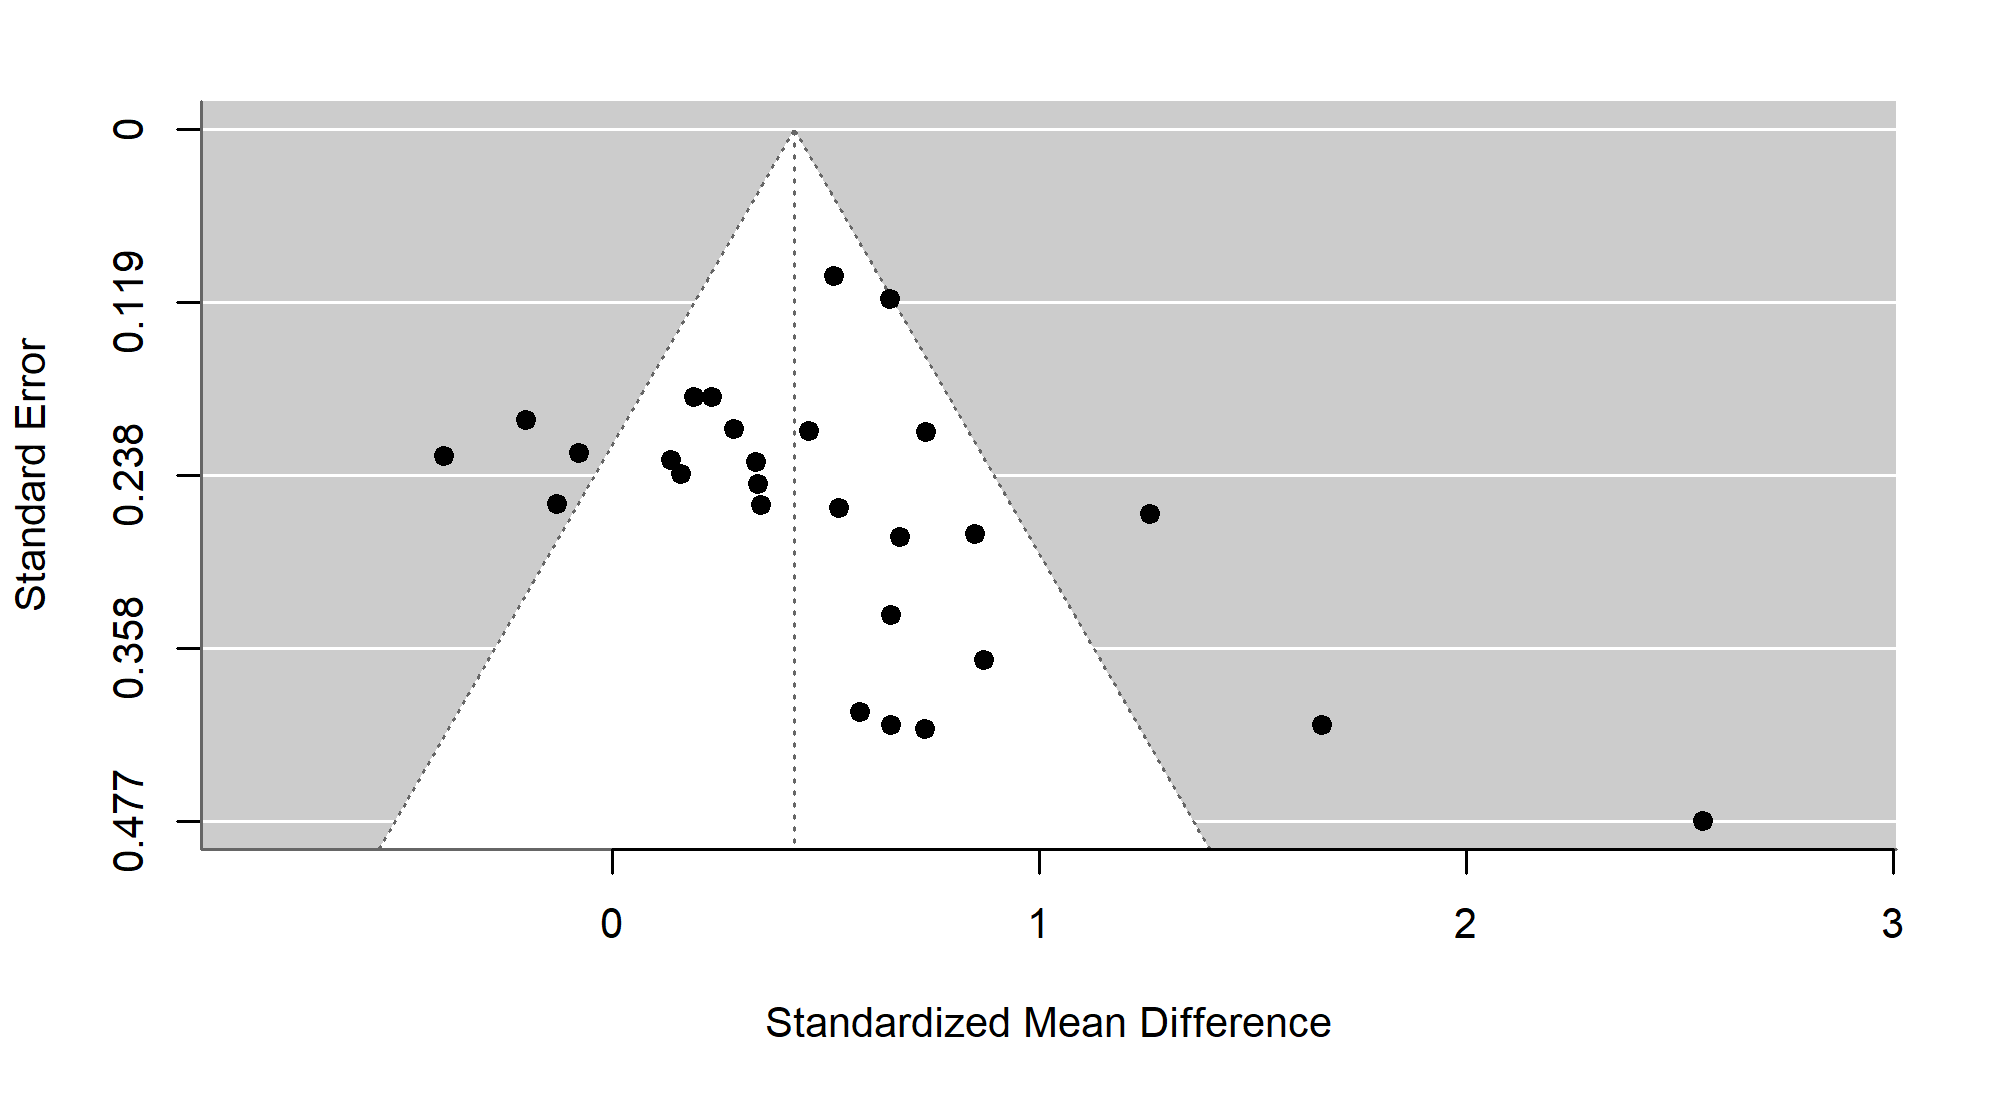 Standard Error
0
0.119
0.238
0.358
0.477
0 1 2 3
Standardized Mean Difference